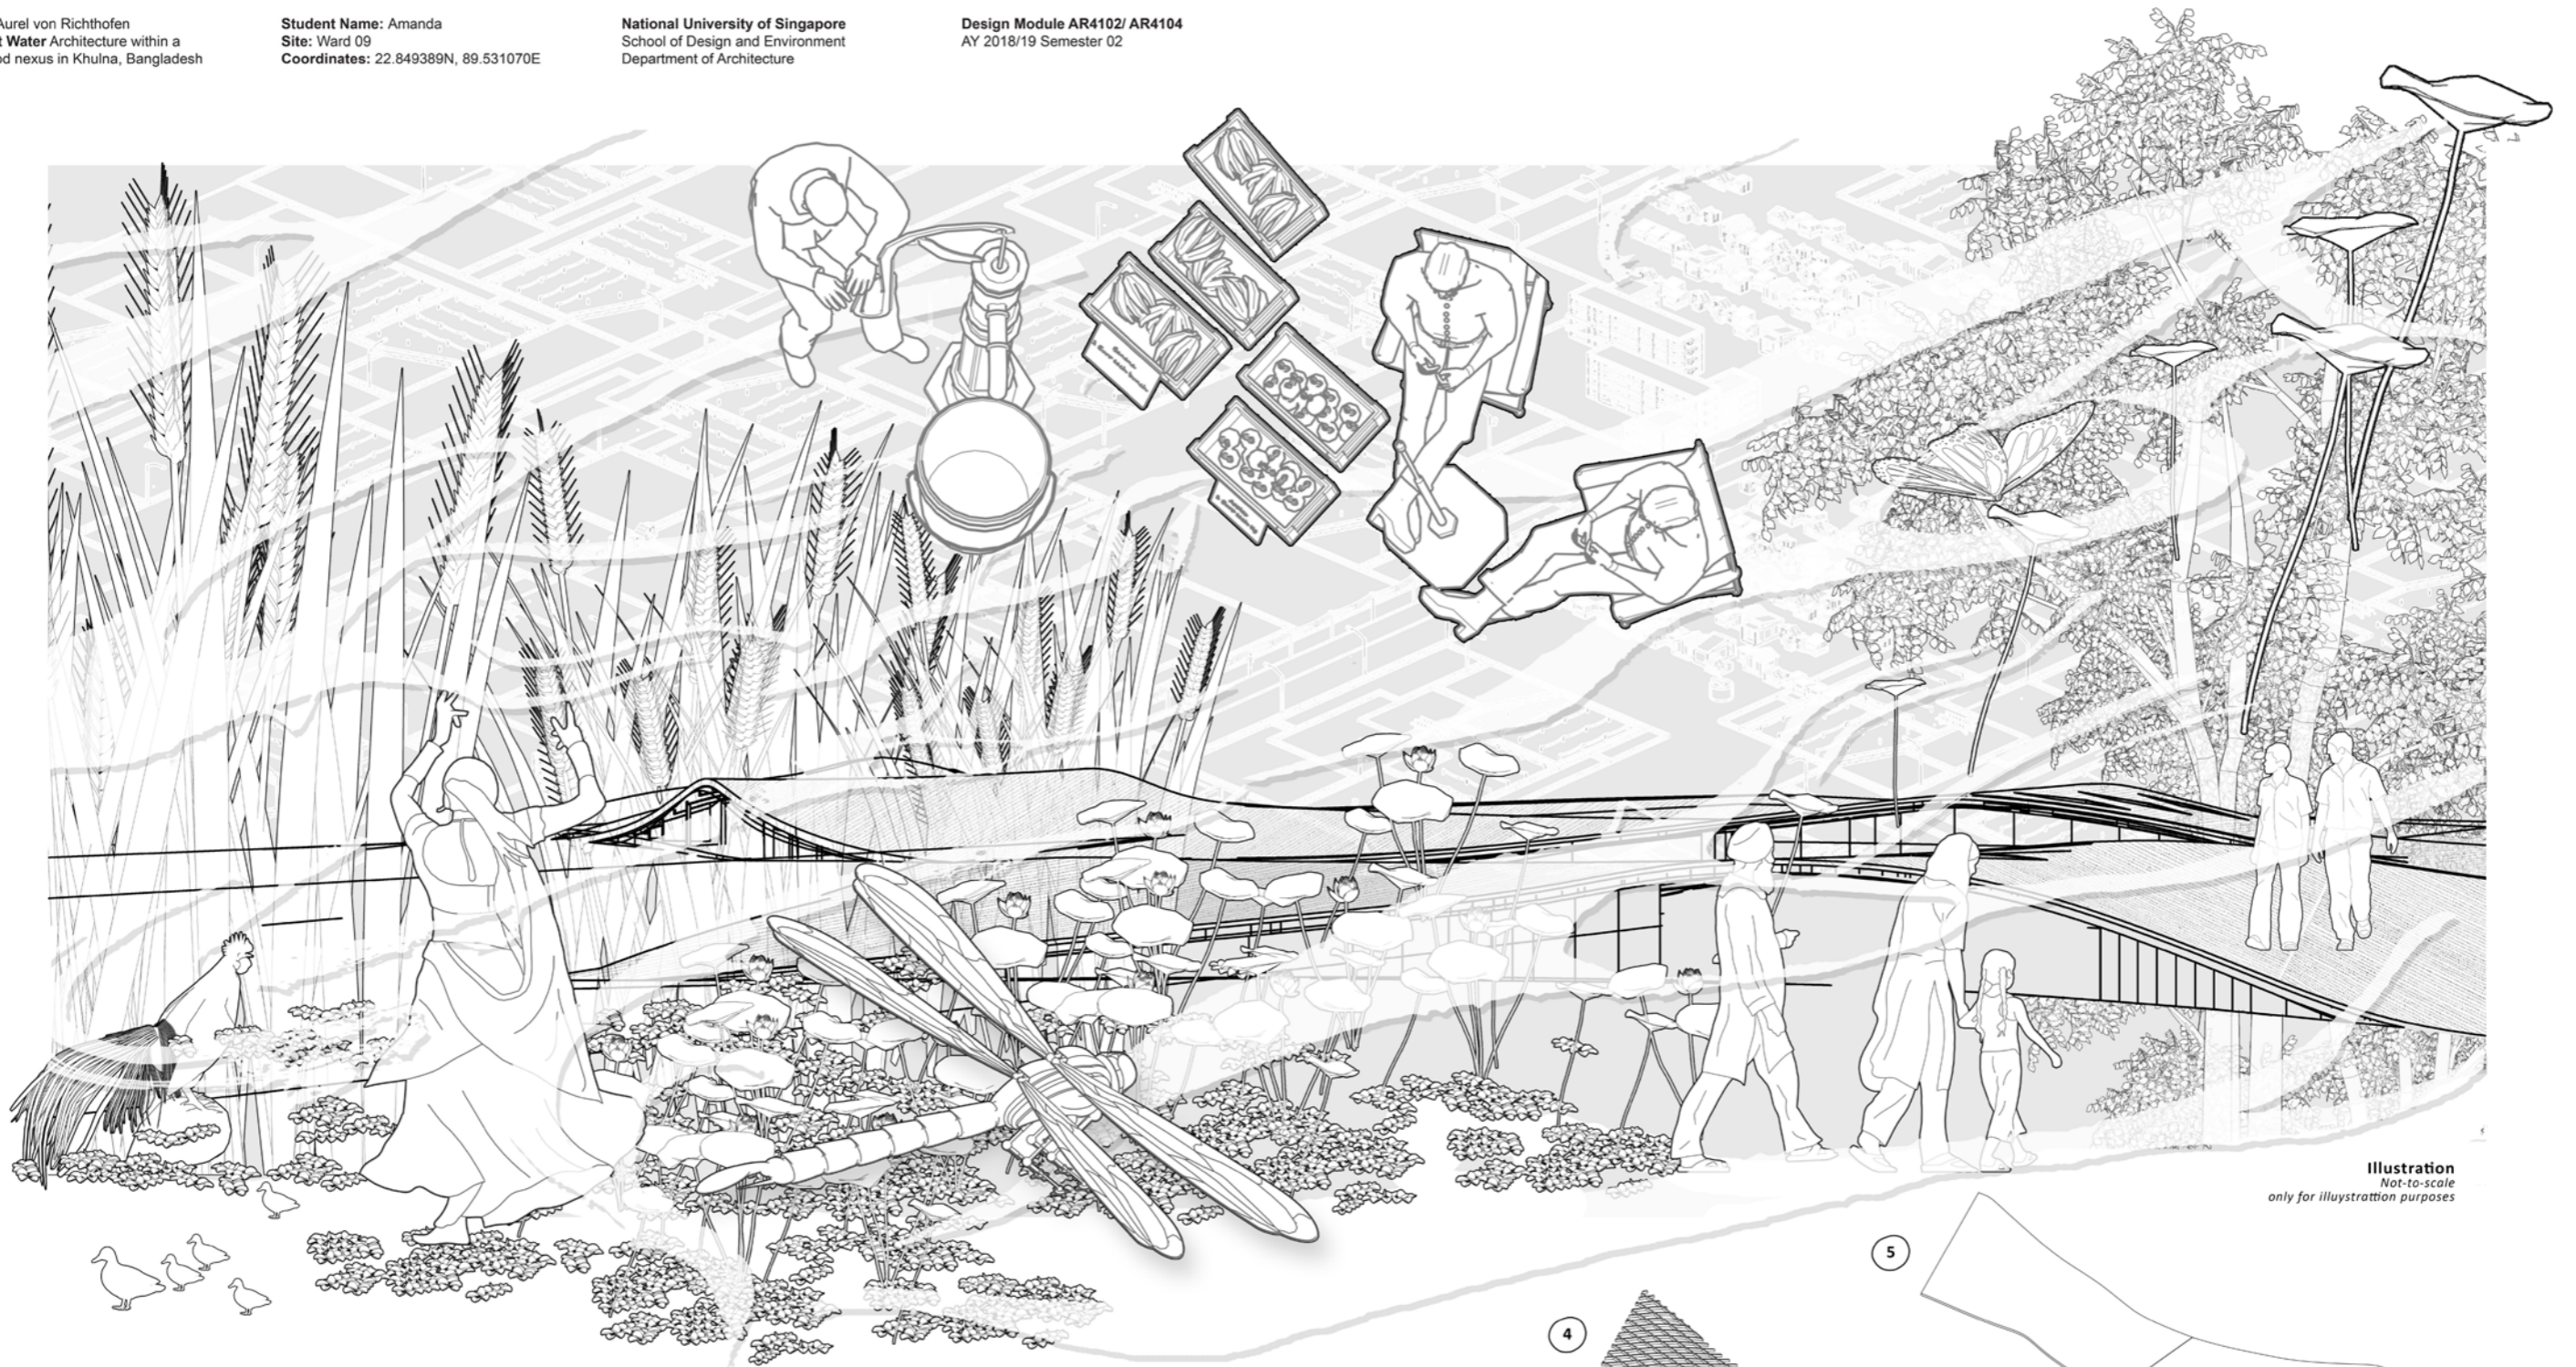 Aurel von Richthofen
Water Architecture within a
nexus in Khulna, Bangladesh
Student Name: Amanda
Site: Ward 09
Coordinates: 22.849389N, 89.531070E
National University of Singapore
School of Design and Environment
Department of Architecture
Design Module AR4102/ AR4104
AY 2018/19 Semester 02
Illustration
Not-to-scale
only for illuystrattion purposes
5
4